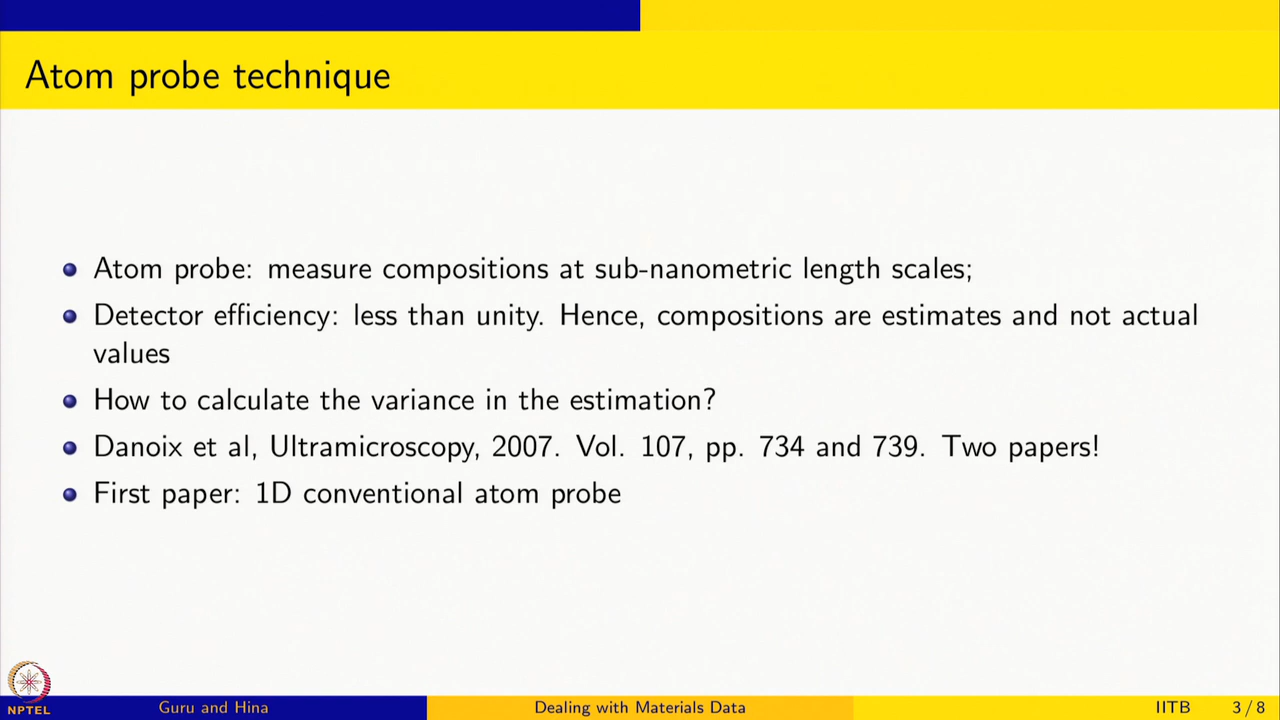 Atom probe technique
Atom probe: measure compositions at sub-nanometric length scales;
Detector efficiency: less than unity. Hence, compositions are estimates and not actual
values
How to calculate the variance in the estimation?
Danoix et al, Ultramicroscopy, 2007. Vol. 107, pp. 734 and 739. Two papers!
First paper: 1D conventional atom probe
NPTEL
Guru and Hina
Dealing with Materials Data
IITB
3 / 8